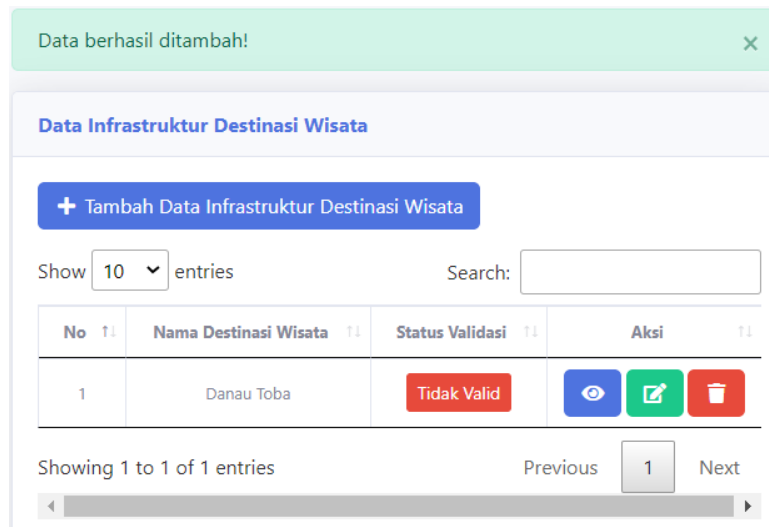 Data berhasil ditambah!
Data Infrastruktur Destinasi Wisata
Tambah Data Infrastruktur Destinasi Wisata
Show 10 entries Search:
No Nama Destinasi Wisata Status Validasi Aksi
1 Danau Toba Tidak Valid
Showing 1 to 1 of 1 entries Previous 1 Next